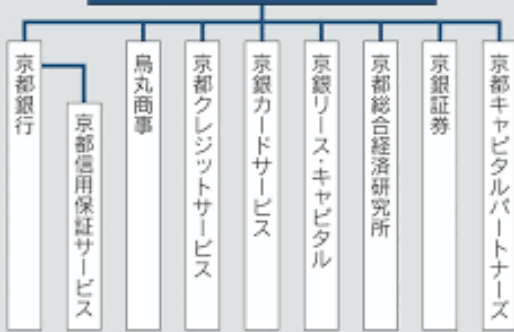 京都銀行
京都信用保証サービス
烏丸商事
京都クレジットサービス
京銀カードサービス
京銀リース・キャピタル
京都総合経済研究所
京銀証券
京都キャピタルパートナーズ